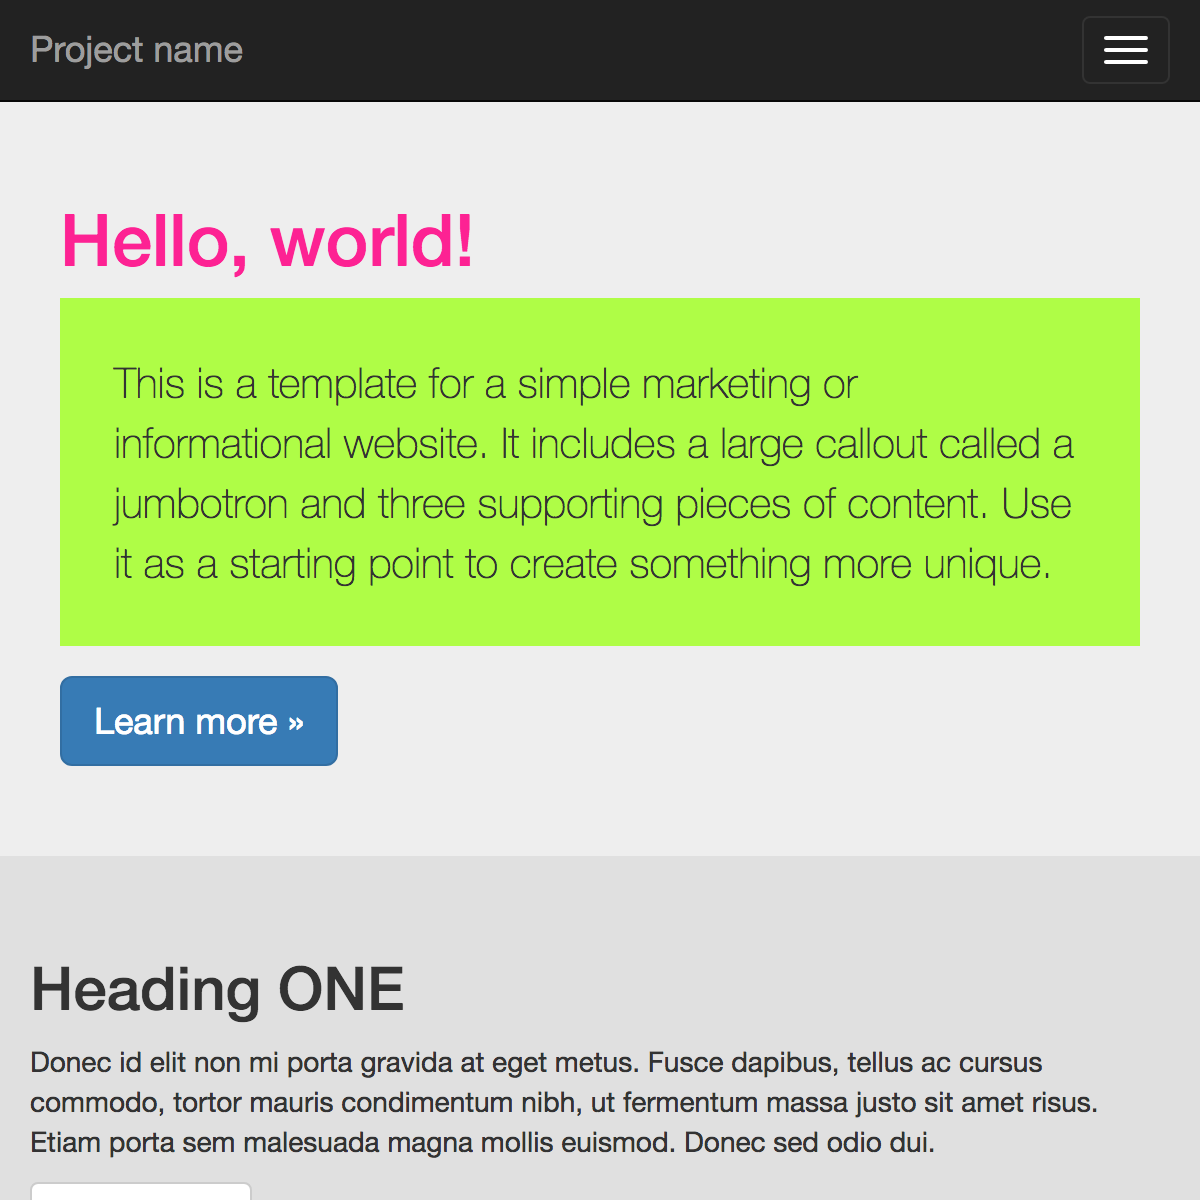 Project name
Hello, world!
This is a template for a simple marketing or
informational website. It includes a large callout called a
jumbotron and three supporting pieces of content. Use
it as a starting point to create something more unique.
Learn more »
Heading ONE
Donec id elit non mi porta gravida at eget metus. Fusce dapibus, tellus ac cursus
commodo, tortor mauris condimentum nibh, ut fermentum massa justo sit amet risus.
Etiam porta sem malesuada magna mollis euismod. Donec sed odio dui.